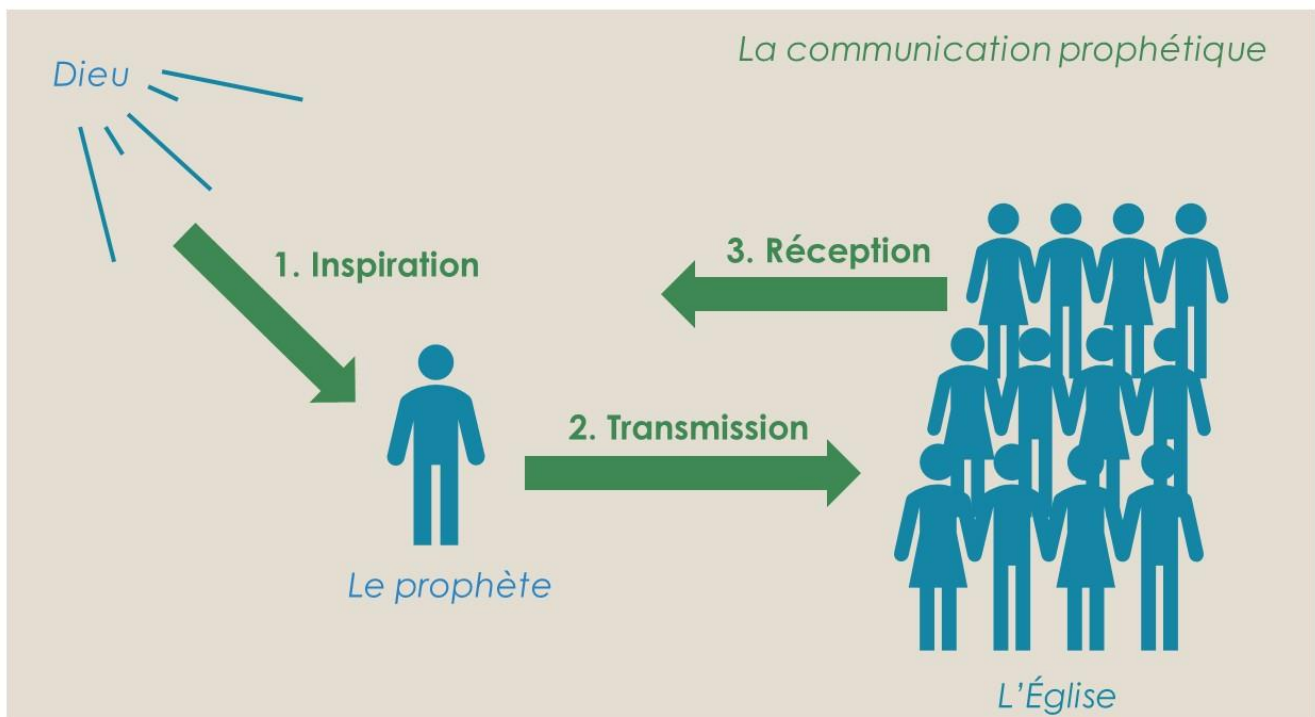 La communication prophétique
Dieu
1. Inspiration
3. Réception
2. Transmission
Le prophète
L'Église